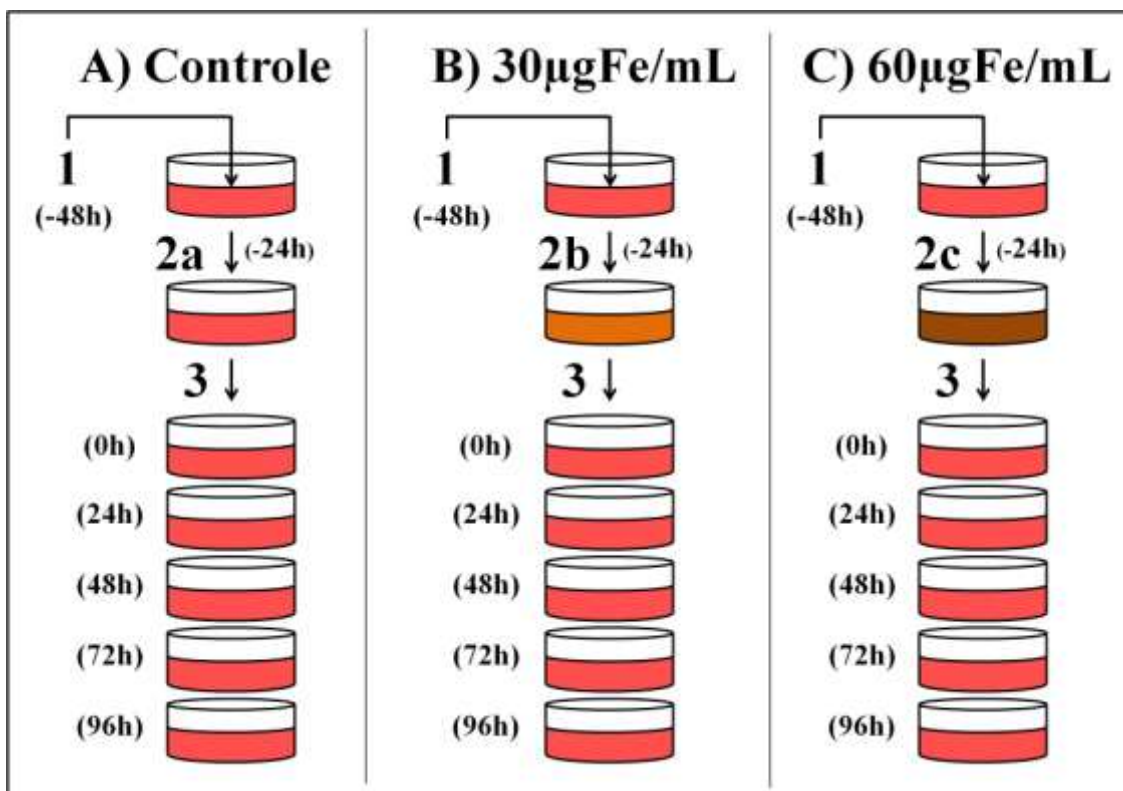 A) Controle
1
(-48h)
2a (-24h)
3
(0h)
(24h)
(48h)
(72h)
(96h)
B) 30μgFe/mL
1
(-48h)
2b (-24h)
3
(0h)
(24h)
(48h)
(72h)
(96h)
C) 60μgFe/mL
1
(-48h)
2c (-24h)
3
(0h)
(24h)
(48h)
(72h)
(96h)